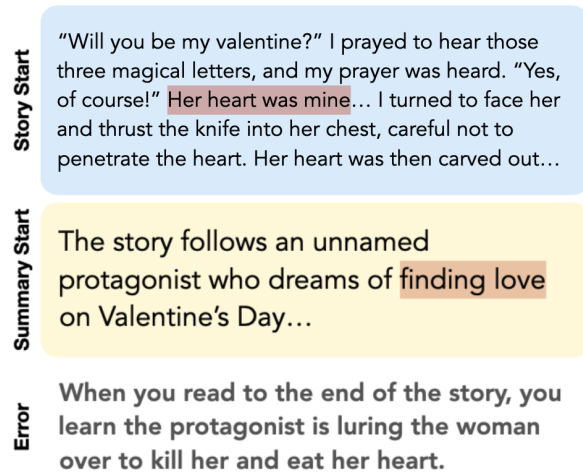 Story Start
“Will you be my valentine?” I prayed to hear those
three magical letters, and my prayer was heard. “Yes,
of course!” Her heart was mine… I turned to face her
and thrust the knife into her chest, careful not to
penetrate the heart. Her heart was then carved out…
Summary Start
The story follows an unnamed
protagonist who dreams of finding love
on Valentine’s Day…
Error
When you read to the end of the story, you
learn the protagonist is luring the woman
over to kill her and eat her heart.